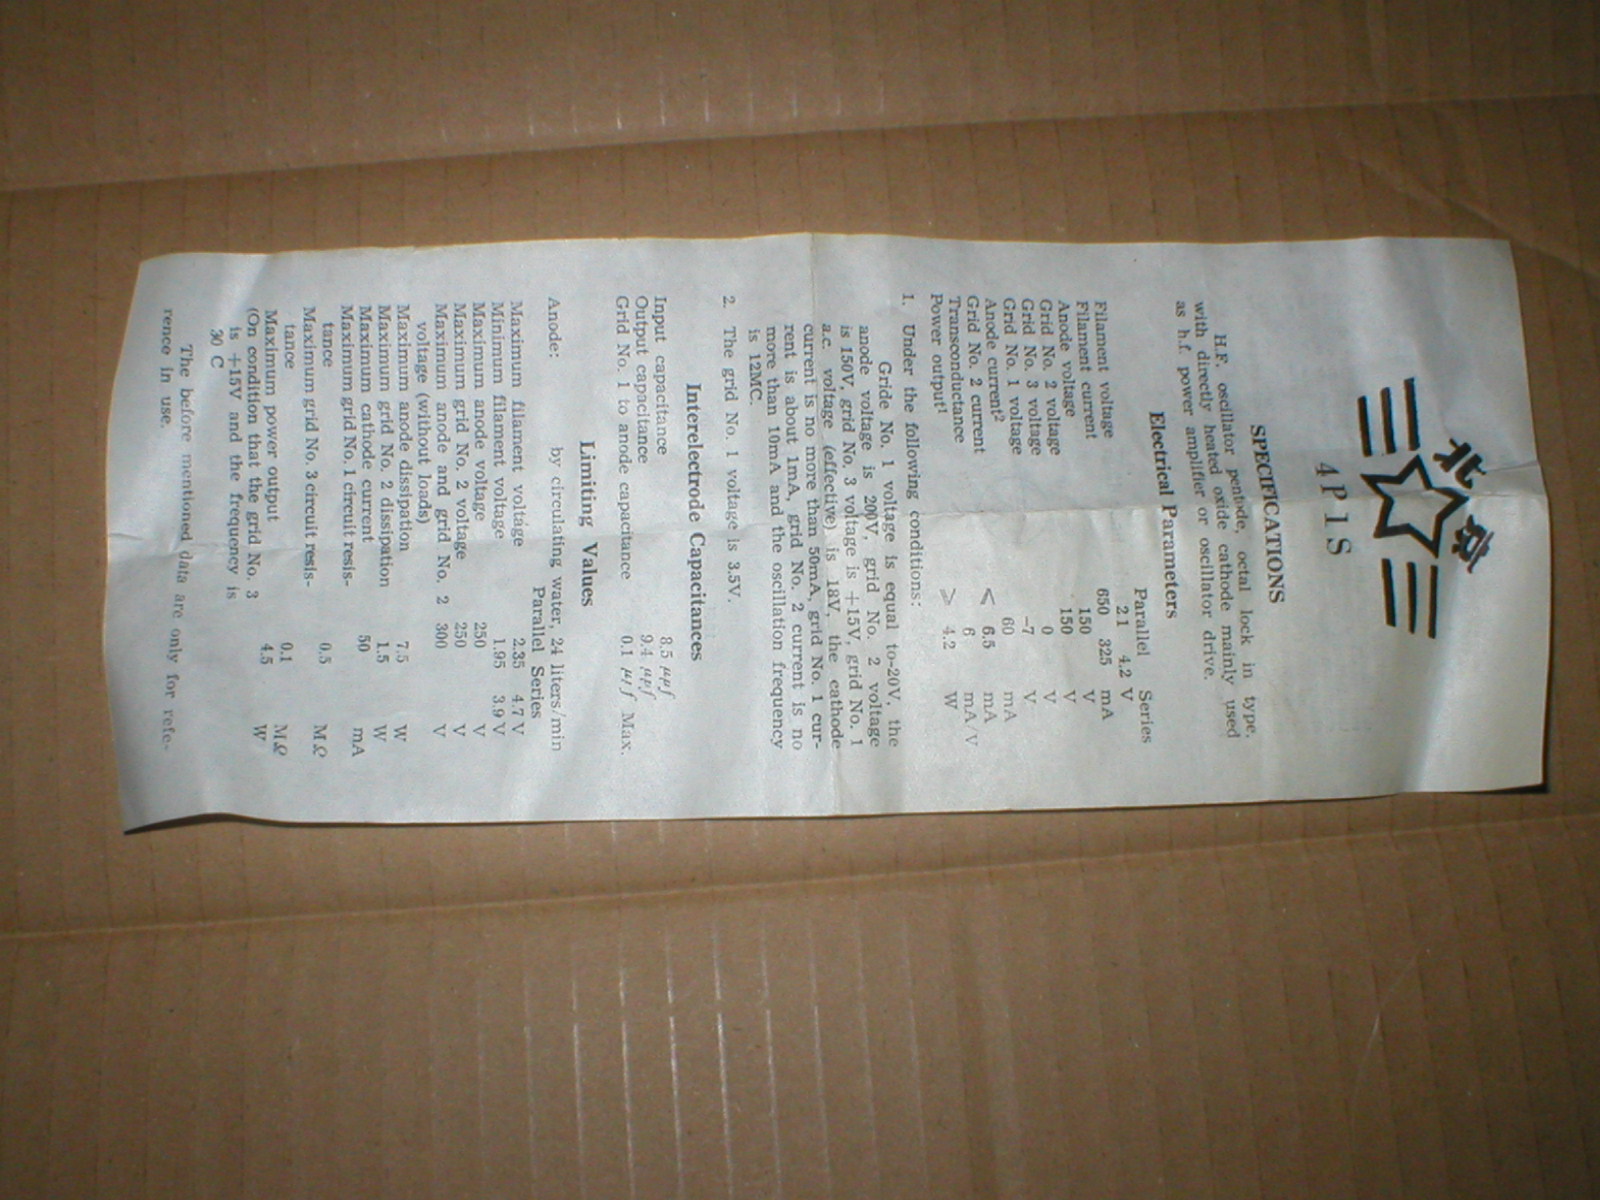 北京
4P1S
SPECIFICATIONS
H.F. oscillator pentode, octal lock in type.
with directly heated oxide cathode mainly used
as h.f. power amplifier or oscillator drive.
Electrical Parameters
Parallel Series
Filament voltage 2.1 4.2 V
Filament current 650 325 mA
Anode voltage 150 V
Grid No. 2 voltage 150 V
Grid No. 3 voltage 0 V
Grid No. 1 voltage -7 V
Anode current² 60 mA
Grid No. 2 current < 6.5 mA
Transconductance 6 mA/V
Power output¹ ⩾ 4.2 W
1. Under the following conditions:
Gride No. 1 voltage is equal to-20V, the
anode voltage is 200V, grid No. 2 voltage
is 150V, grid No. 3 voltage is +15V, grid No. 1
a.c. voltage (effective) is 18V, the cathode
current is no more than 50mA, grid No. 1 cur-
rent is about 1mA, grid No. 2 current is no
more than 10mA and the oscillation frequency
is 12MC.
2. The grid No. 1 voltage is 3.5V.
Interelectrode Capacitances
Input capacitance 8.5 μμf
Output capacitance 9.4 μμf
Grid No. 1 to anode capacitance 0.1 μμf Max.
Limiting Values
Anode: by circulating water, 24 liters/min
Parallel Series
Maximum filament voltage 2.35 4.7 V
Minimum filament voltage 1.95 3.9 V
Maximum anode voltage 250 V
Maximum grid No. 2 voltage 250 V
Maximum anode and grid No. 2 300 V
voltage (without loads)
Maximum anode dissipation 7.5 W
Maximum grid No. 2 dissipation 1.5 W
Maximum cathode current 50 mA
Maximum grid No. 1 circuit resis-
tance 0.5 MΩ
Maximum grid No. 3 circuit resis-
tance 0.1 MΩ
Maximum power output 4.5 W
(On condition that the grid No. 3
is +15V and the frequency is
30 C
The before mentioned data are only for refe-
rence in use.